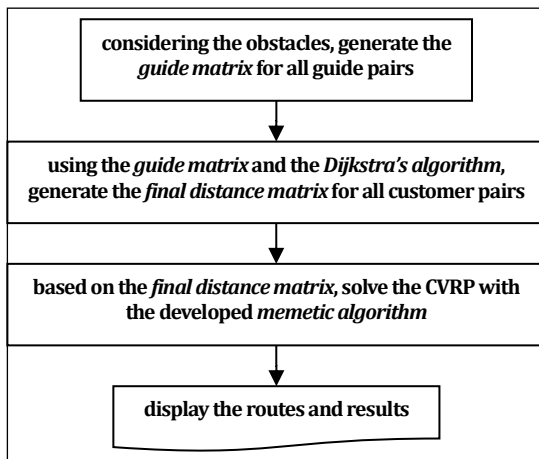 considering the obstacles, generate the
guide matrix for all guide pairs
using the guide matrix and the Dijkstra's algorithm,
generate the final distance matrix for all customer pairs
based on the final distance matrix, solve the CVRP with
the developed memetic algorithm
display the routes and results